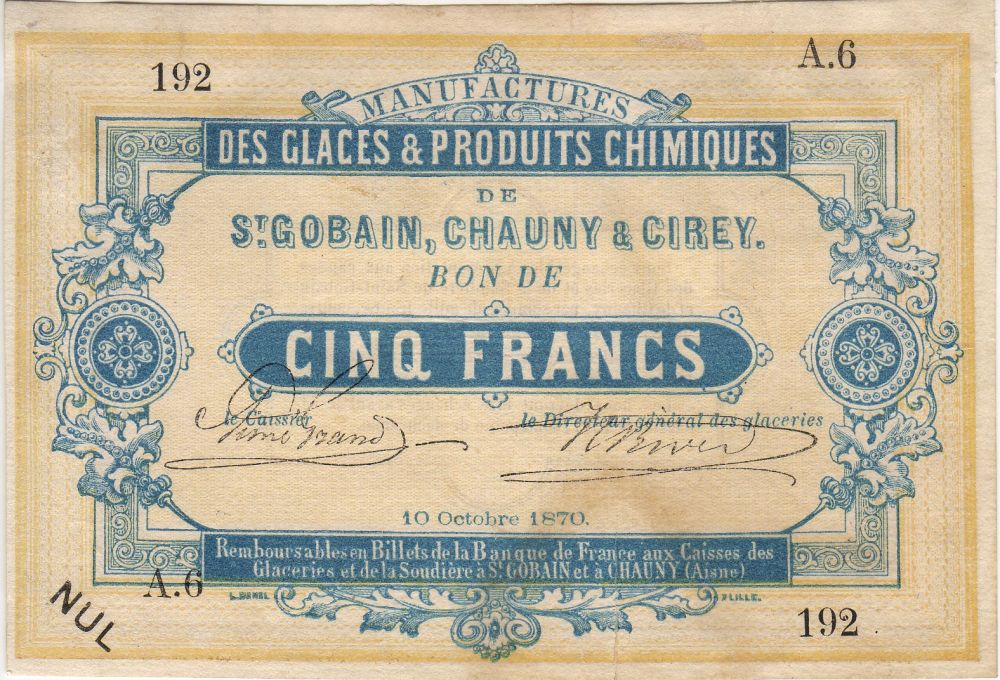 192
A.6
MANUFACTURES
DES GLACES & PRODUITS CHIMIQUES
DE
ST. GOBAIN, CHAUNY & CIREY.
BON DE
CINQ FRANCS
le Caissier
le Directeur général des glaceries
10 Octobre 1870.
Remboursables en Billets de la Banque de France aux Caisses des
Glaceries et de la Soudière à St. GOBAIN et à CHAUNY (Aisne)
A.6
NUL
L. DANEL
LILLE.
192